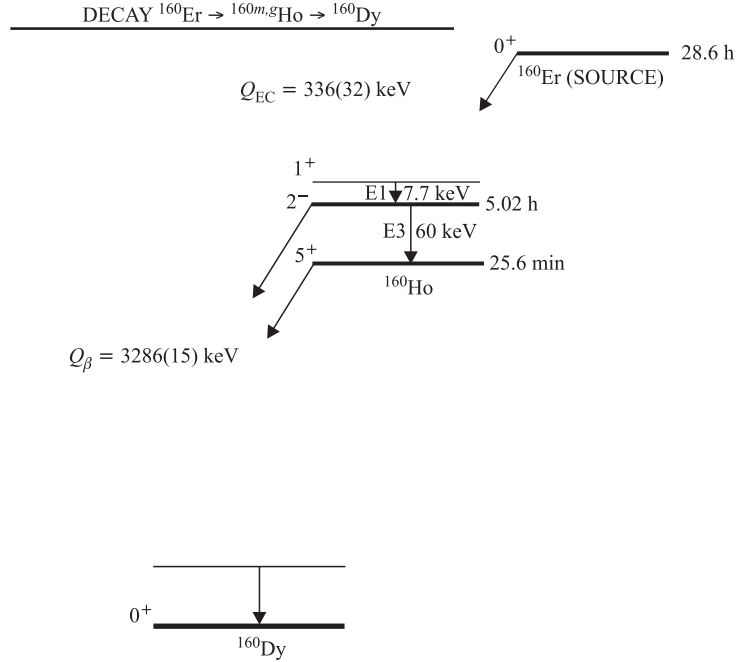 DECAY ¹⁶⁰Er → ¹⁶⁰ᵐ,ᵍHo → ¹⁶⁰Dy
0⁺
28.6 h
¹⁶⁰Er (SOURCE)
Q_EC = 336(32) keV
1⁺
E1 7.7 keV
2⁻
5.02 h
E3 60 keV
5⁺
25.6 min
¹⁶⁰Ho
Q_β = 3286(15) keV
0⁺
¹⁶⁰Dy